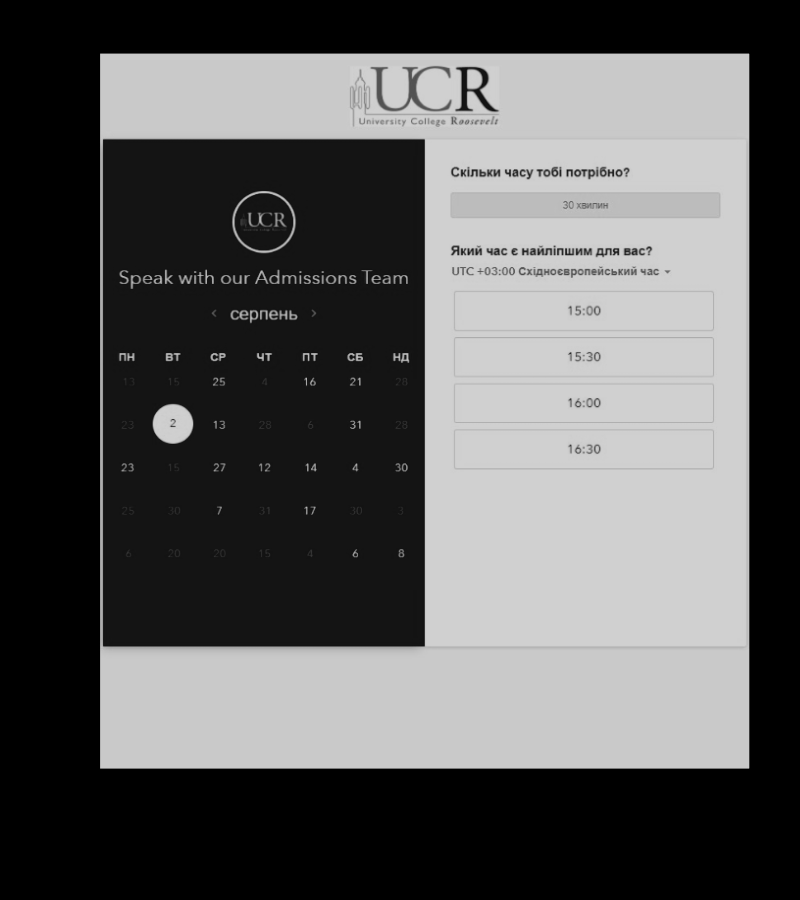 UCR
University College Roosevelt
UCR
Speak with our Admissions Team
< серпень >
ПН ВТ СР ЧТ ПТ СБ НД
13 15 25 4 16 21 28
23 2 13 28 6 31 28
23 15 27 12 14 4 30
25 30 7 31 17 30 3
6 20 20 15 4 6 8
Скільки часу тобі потрібно?
30 хвилин
Який час є найліпшим для вас?
UTC +03:00 Східноєвропейський час
15:00
15:30
16:00
16:30